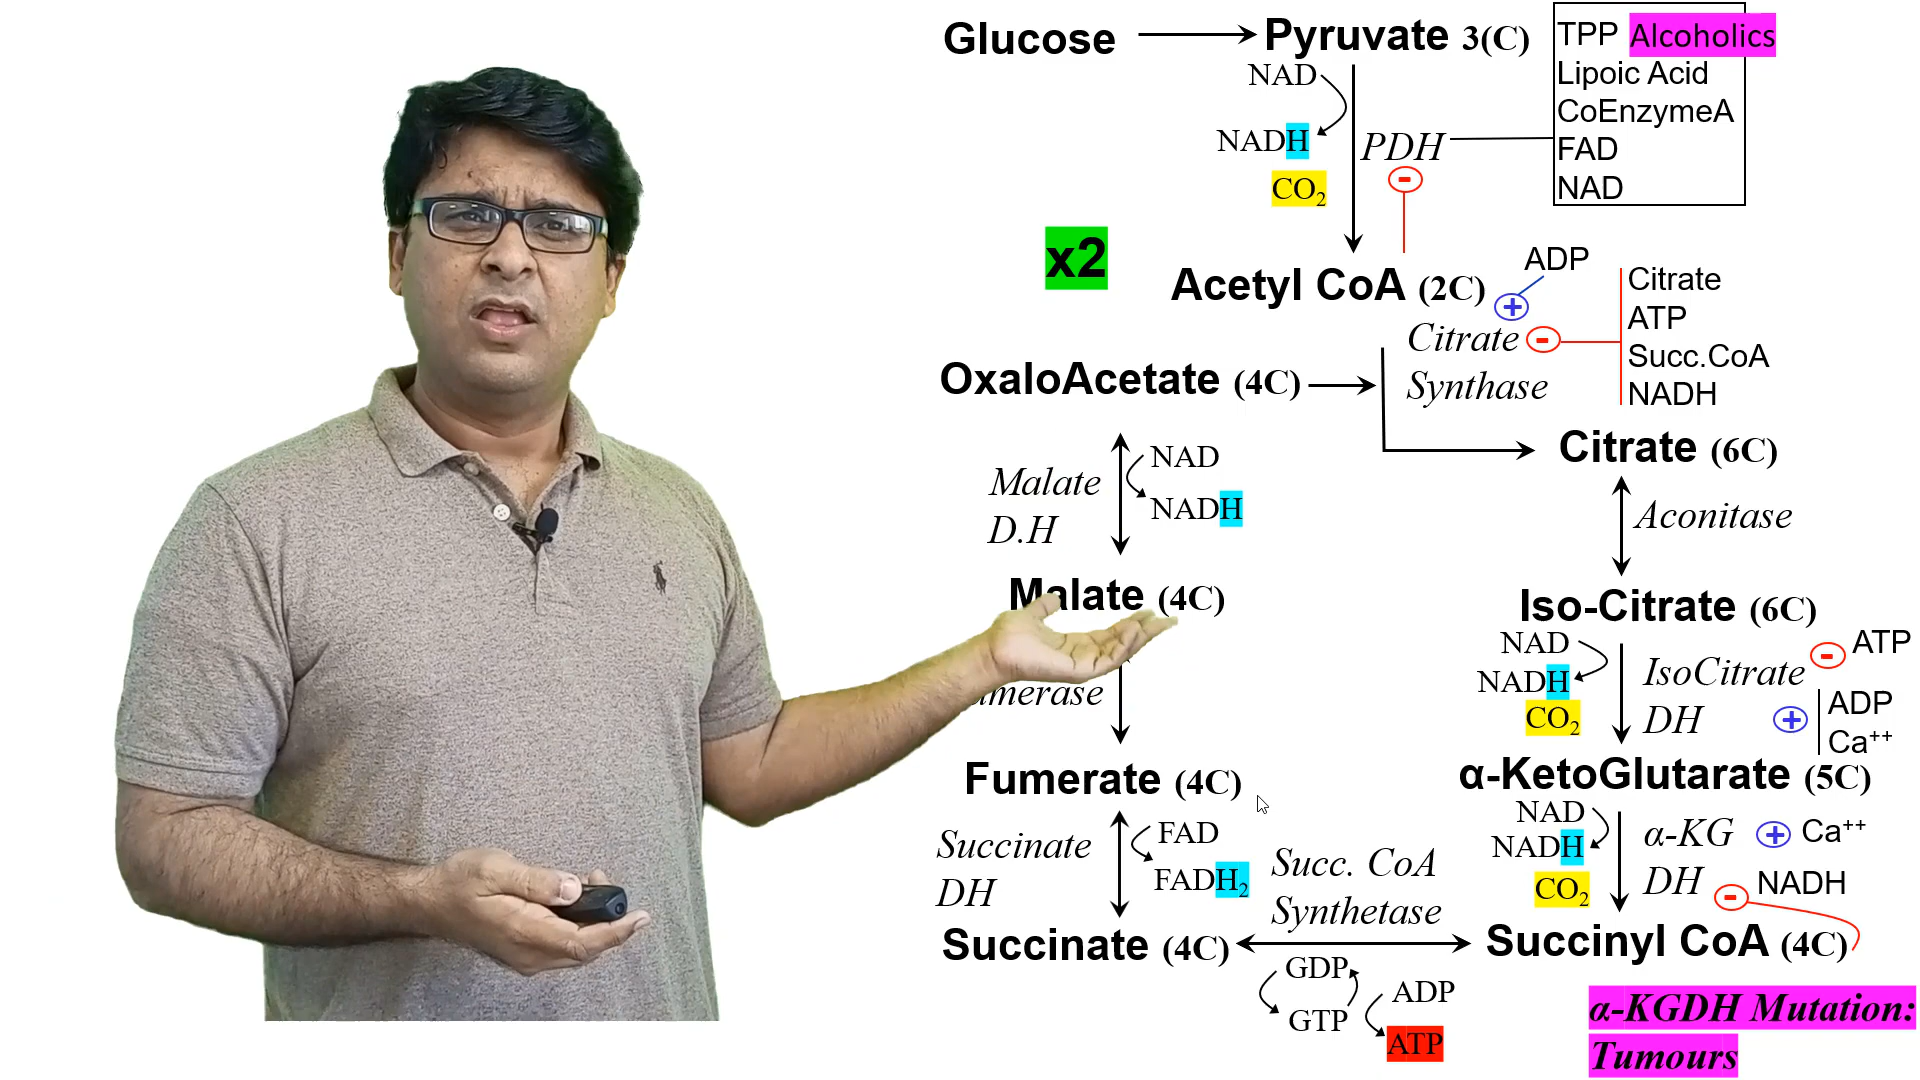 Glucose
Pyruvate 3(C)
TPP Alcoholics
Lipoic Acid
CoEnzymeA
FAD
NAD
NAD
NADH
CO2
PDH
-
x2
Acetyl CoA (2C)
ADP
+
Citrate
Synthase
-
Citrate
ATP
Succ.CoA
NADH
OxaloAcetate (4C)
Citrate (6C)
Malate
D.H
NAD
NADH
Aconitase
Malate (4C)
Iso-Citrate (6C)
NAD
NADH
CO2
IsoCitrate
DH
-
ATP
+
ADP
Ca++
Fumerate (4C)
α-KetoGlutarate (5C)
NAD
NADH
CO2
α-KG
DH
+
Ca++
-
NADH
Succinate
DH
FAD
FADH2
Succ. CoA
Synthetase
Succinate (4C)
Succinyl CoA (4C)
GDP
GTP
ADP
ATP
α-KGDH Mutation:
Tumours